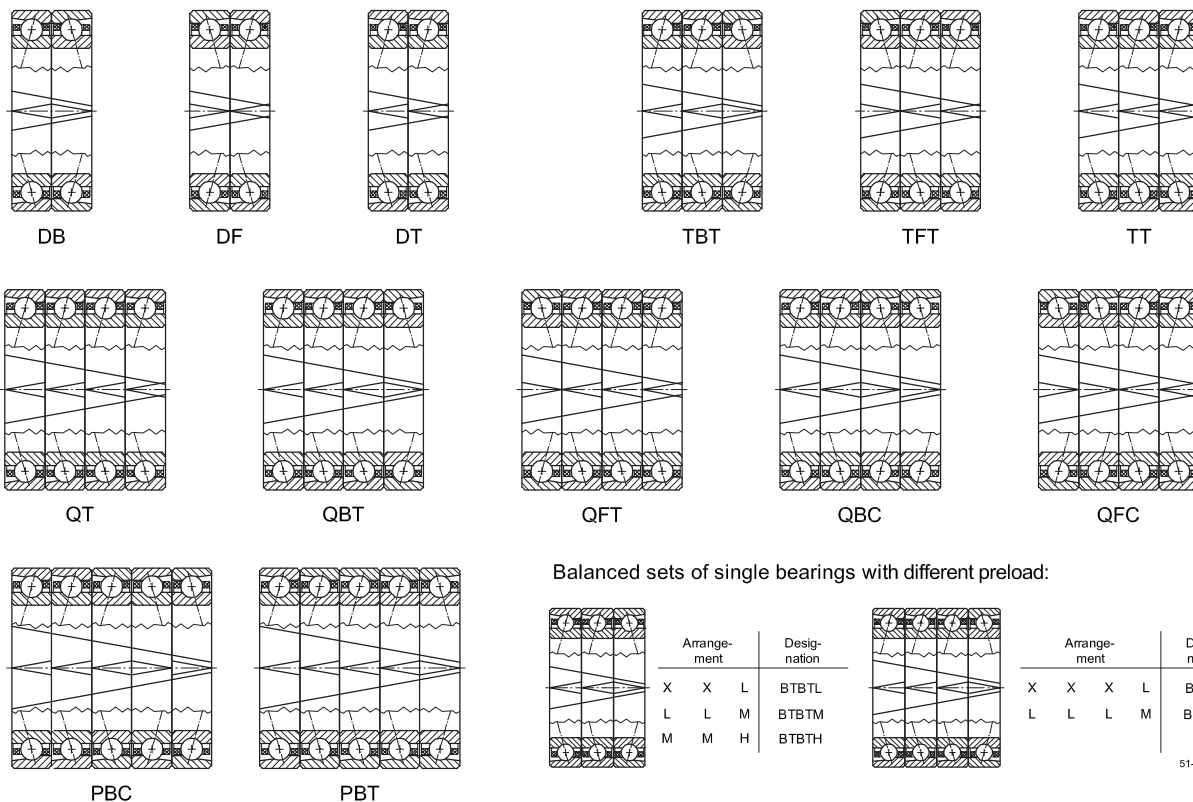 DB DF DT TBT TFT TT
QT QBT QFT QBC QFC
PBC PBT
Balanced sets of single bearings with different preload:
Arrange-
ment
Desig-
nation
X X L BTBTL
L L M BTBTM
M M H BTBTH
Arrange-
ment
X X X L
L L L M
51-